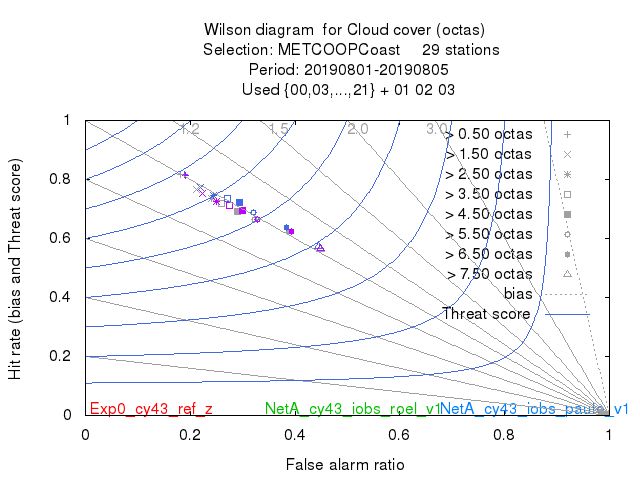 Wilson diagram  for Cloud cover (octas)
Selection: METCOOPCoast    29 stations
Period: 20190801-20190805
Used {00,03,...,21} + 01 02 03
Hit rate (bias and Threat score)
1
0.8
0.6
0.4
0.2
0
1.2 1.5 2.0 3.0
> 0.50 octas
> 1.50 octas
> 2.50 octas
> 3.50 octas
> 4.50 octas
> 5.50 octas
> 6.50 octas
> 7.50 octas
bias
Threat score
Exp0_cy43_ref_z NetA_cy43_iobs_roel_v1 NetA_cy43_iobs_paulo_v1
0 0.2 0.4 0.6 0.8 1
False alarm ratio